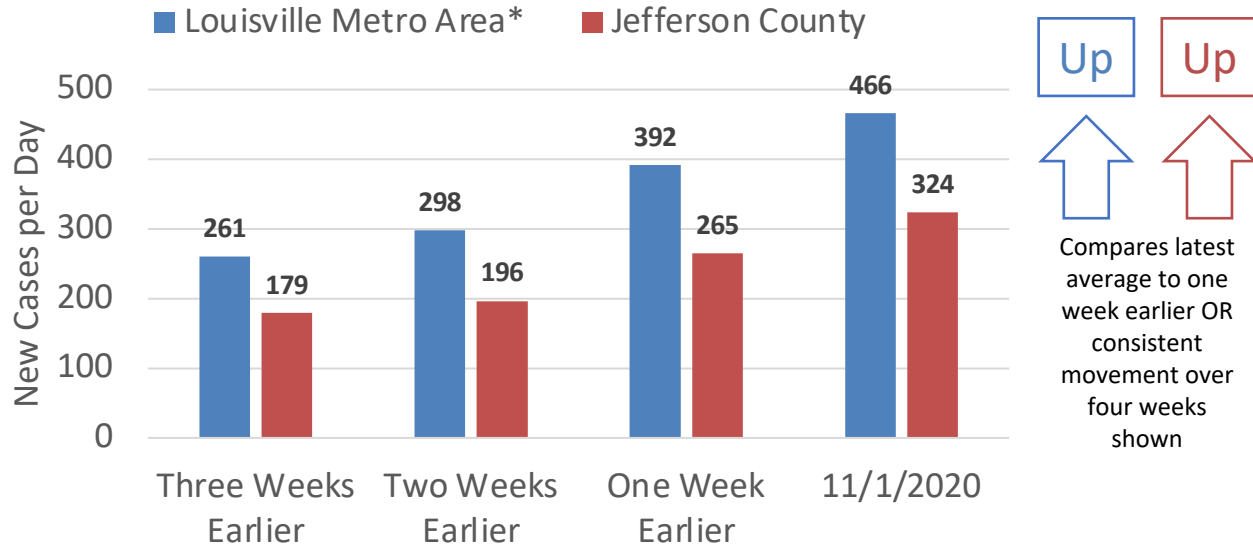 Louisville Metro Area* Jefferson County
Up Up
New Cases per Day
500
400
300
200
100
0
261
179
298
196
392
265
466
324
Three Weeks
Earlier
Two Weeks
Earlier
One Week
Earlier
11/1/2020
Compares latest
average to one
week earlier OR
consistent
movement over
four weeks
shown